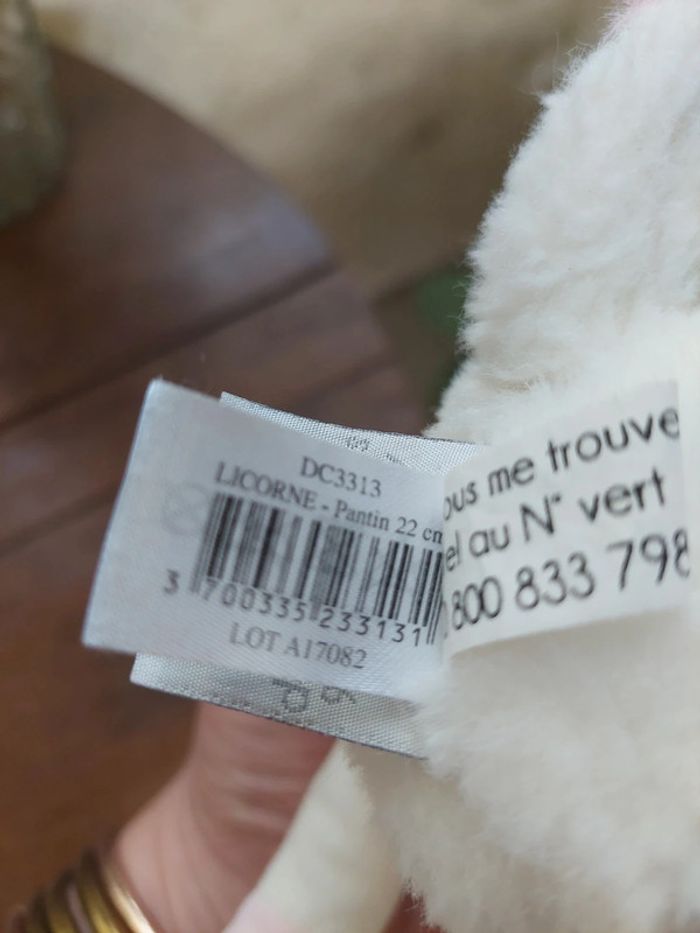 DC3313
LICORNE - Pantin 22 cm
3 700335 233131
LOT A17082
ous me trouve
el au N° vert
800 833 798